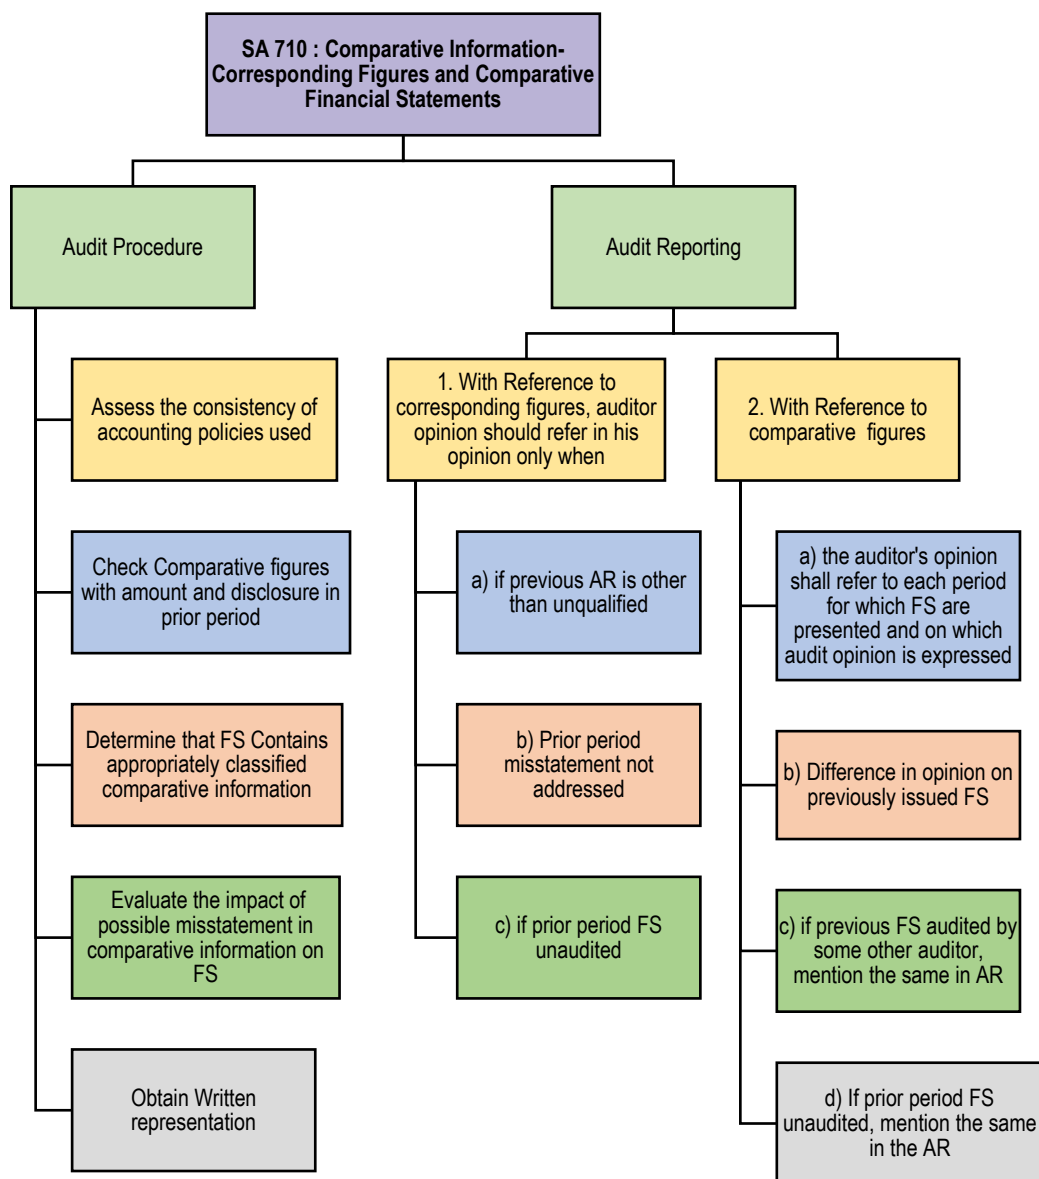 SA 710 : Comparative Information-
Corresponding Figures and Comparative
Financial Statements
Audit Procedure
Assess the consistency of
accounting policies used
Check Comparative figures
with amount and disclosure in
prior period
Determine that FS Contains
appropriately classified
comparative information
Evaluate the impact of
possible misstatement in
comparative information on
FS
Obtain Written
representation
Audit Reporting
1. With Reference to
corresponding figures, auditor
opinion should refer in his
opinion only when
a) if previous AR is other
than unqualified
b) Prior period
misstatement not
addressed
c) if prior period FS
unaudited
2. With Reference to
comparative figures
a) the auditor's opinion
shall refer to each period
for which FS are
presented and on which
audit opinion is expressed
b) Difference in opinion on
previously issued FS
c) if previous FS audited by
some other auditor,
mention the same in AR
d) If prior period FS
unaudited, mention the same
in the AR